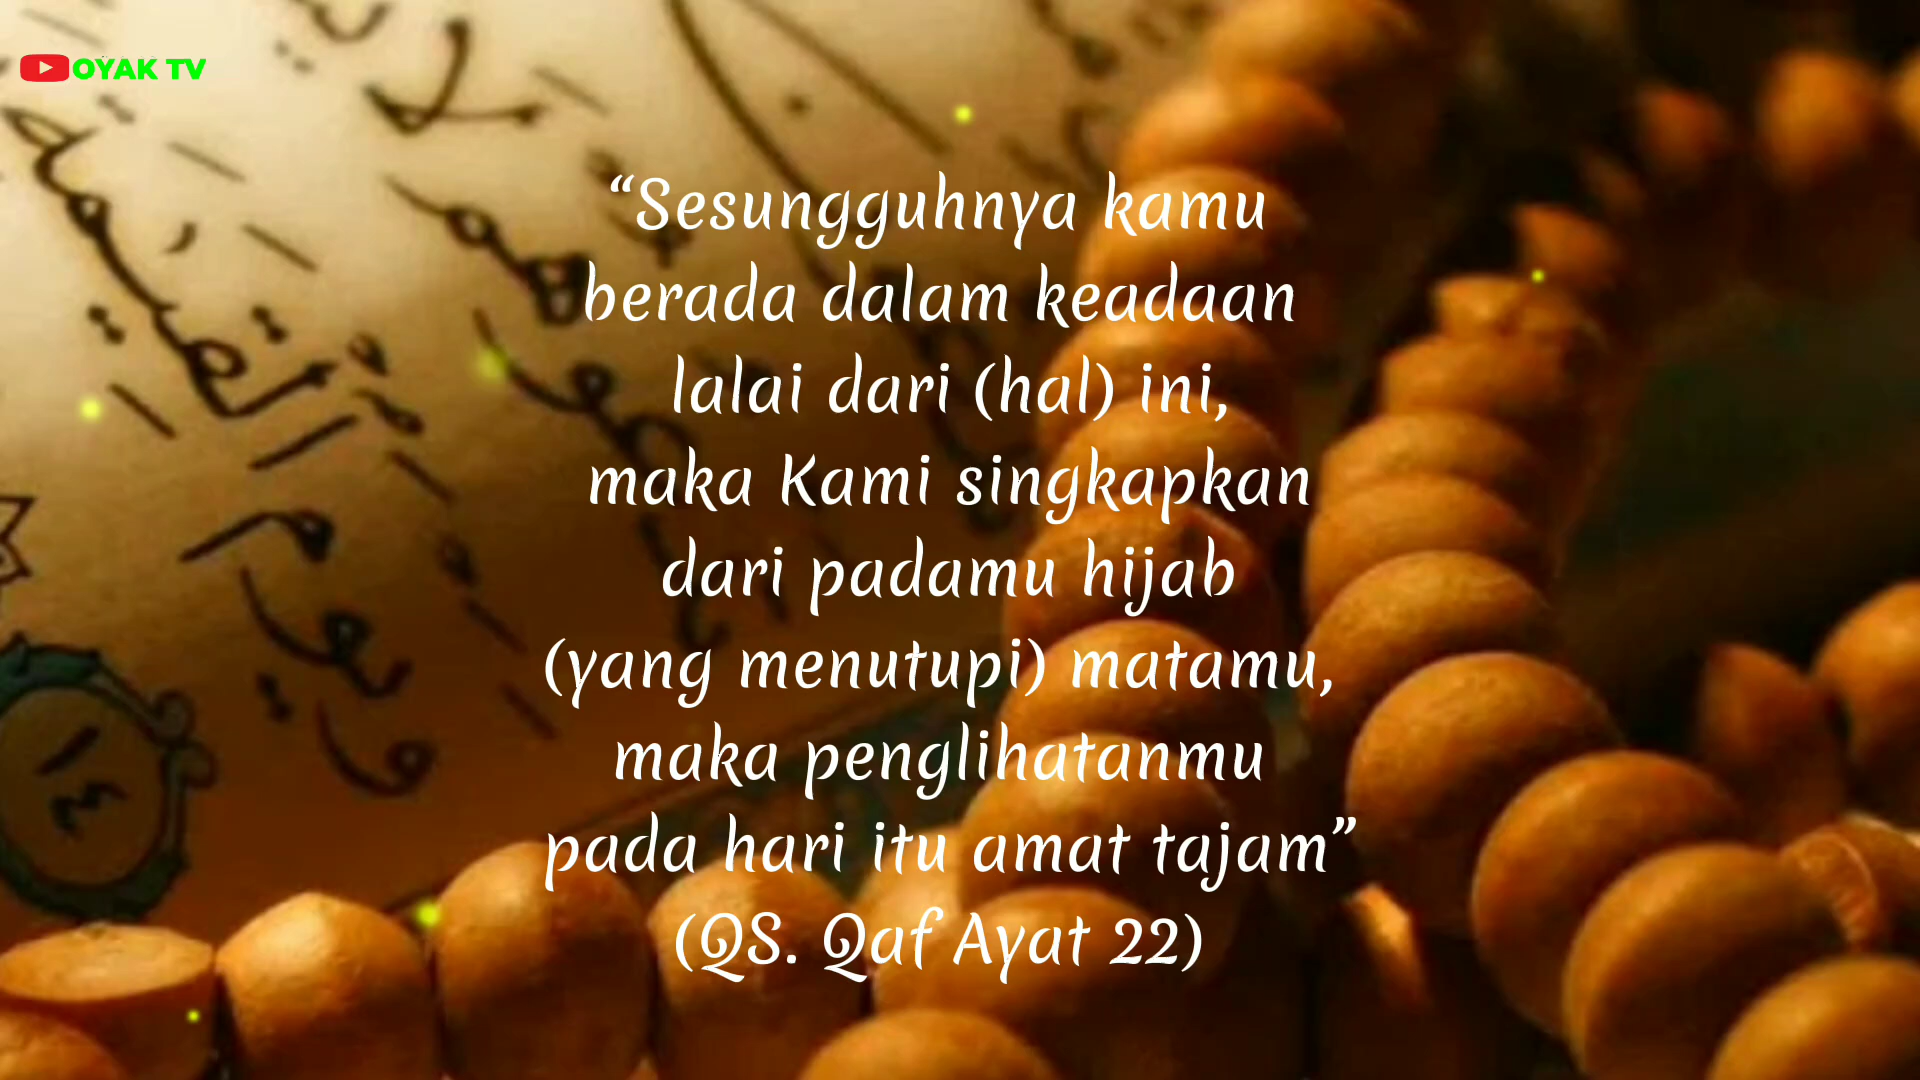 OYAK TV
“Sesungguhnya kamu
berada dalam keadaan
lalai dari (hal) ini,
maka Kami singkapkan
dari padamu hijab
(yang menutupi) matamu,
maka penglihatanmu
pada hari itu amat tajam”
(QS. Qaf Ayat 22)
١٤